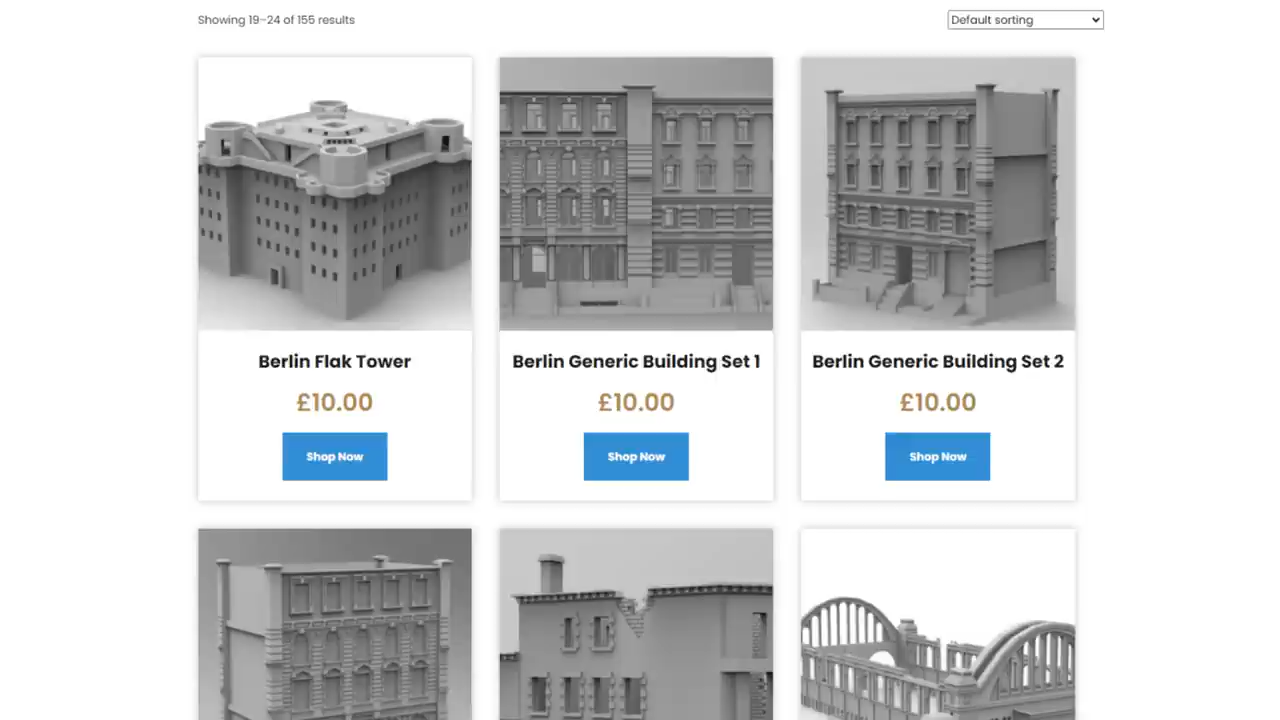 Showing 19–24 of 155 results
Default sorting
Berlin Flak Tower
£10.00
Shop Now
Berlin Generic Building Set 1
£10.00
Shop Now
Berlin Generic Building Set 2
£10.00
Shop Now